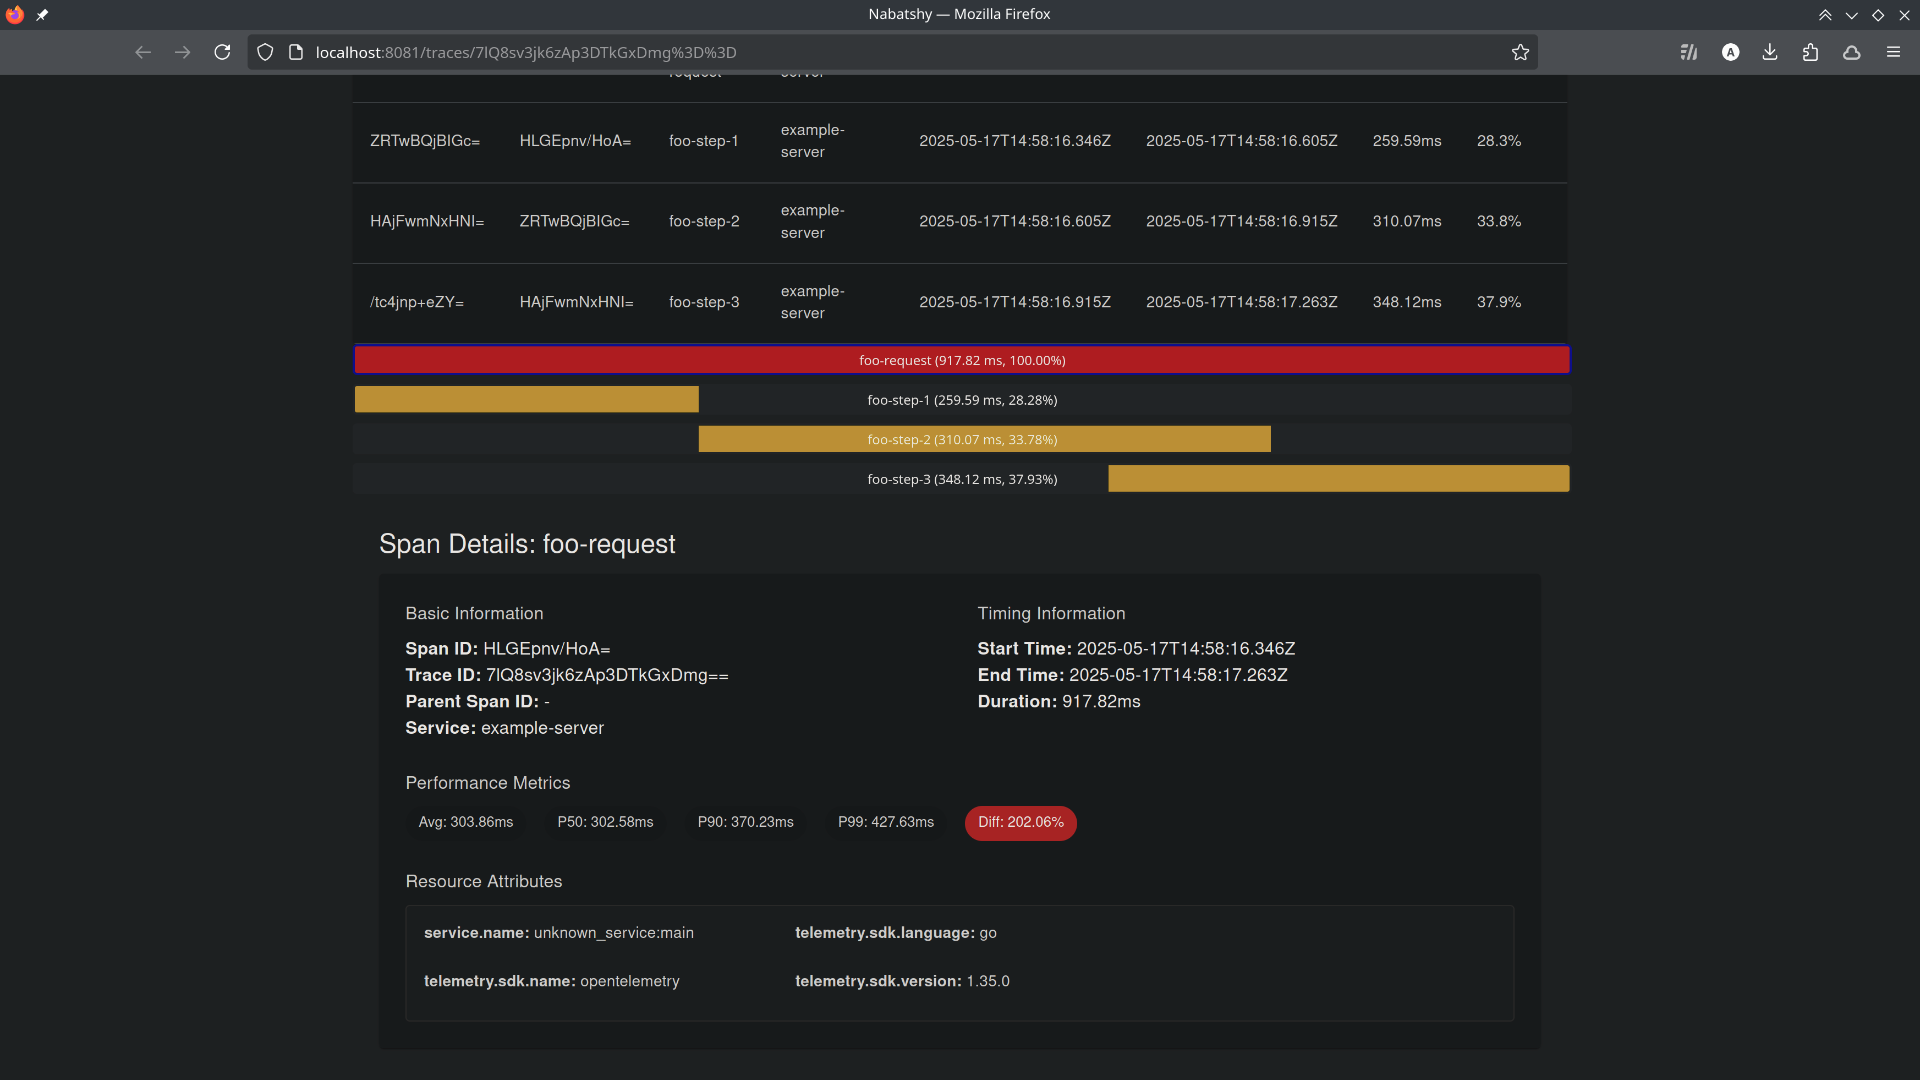 Nabatshy — Mozilla Firefox
localhost:8081/traces/7lQ8sv3jk6zAp3DTkGxDmg%3D%3D
A
request server
ZRTwBQjBIGc= HLGEpnv/HoA= foo-step-1 example-server 2025-05-17T14:58:16.346Z 2025-05-17T14:58:16.605Z 259.59ms 28.3%
HAjFwmNxHNI= ZRTwBQjBIGc= foo-step-2 example-server 2025-05-17T14:58:16.605Z 2025-05-17T14:58:16.915Z 310.07ms 33.8%
/tc4jnp+eZY= HAjFwmNxHNI= foo-step-3 example-server 2025-05-17T14:58:16.915Z 2025-05-17T14:58:17.263Z 348.12ms 37.9%
foo-request (917.82 ms, 100.00%)
foo-step-1 (259.59 ms, 28.28%)
foo-step-2 (310.07 ms, 33.78%)
foo-step-3 (348.12 ms, 37.93%)
Span Details: foo-request
Basic Information
Span ID: HLGEpnv/HoA=
Trace ID: 7lQ8sv3jk6zAp3DTkGxDmg==
Parent Span ID: -
Service: example-server
Timing Information
Start Time: 2025-05-17T14:58:16.346Z
End Time: 2025-05-17T14:58:17.263Z
Duration: 917.82ms
Performance Metrics
Avg: 303.86ms P50: 302.58ms P90: 370.23ms P99: 427.63ms Diff: 202.06%
Resource Attributes
service.name: unknown_service:main telemetry.sdk.language: go
telemetry.sdk.name: opentelemetry telemetry.sdk.version: 1.35.0